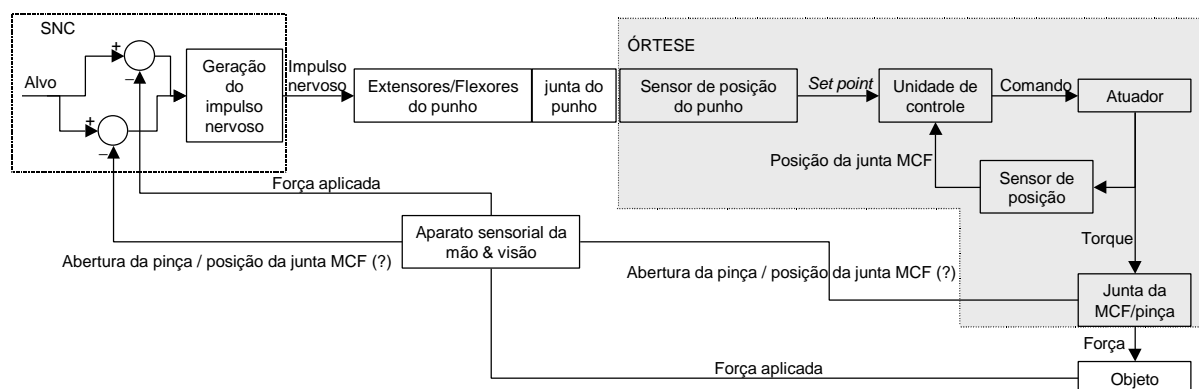 SNC
Alvo
+
−
+
−
Geração
do
impulso
nervoso
Impulso
nervoso
Extensores/Flexores
do punho
junta do
punho
ÓRTESE
Sensor de posição
do punho
Set point
Unidade de
controle
Comando
Atuador
Posição da junta MCF
Sensor de
posição
Torque
Força aplicada
Aparato sensorial da
mão & visão
Abertura da pinça / posição da junta MCF (?)
Abertura da pinça / posição da junta MCF (?)
Junta da
MCF/pinça
Força
Força aplicada
Objeto